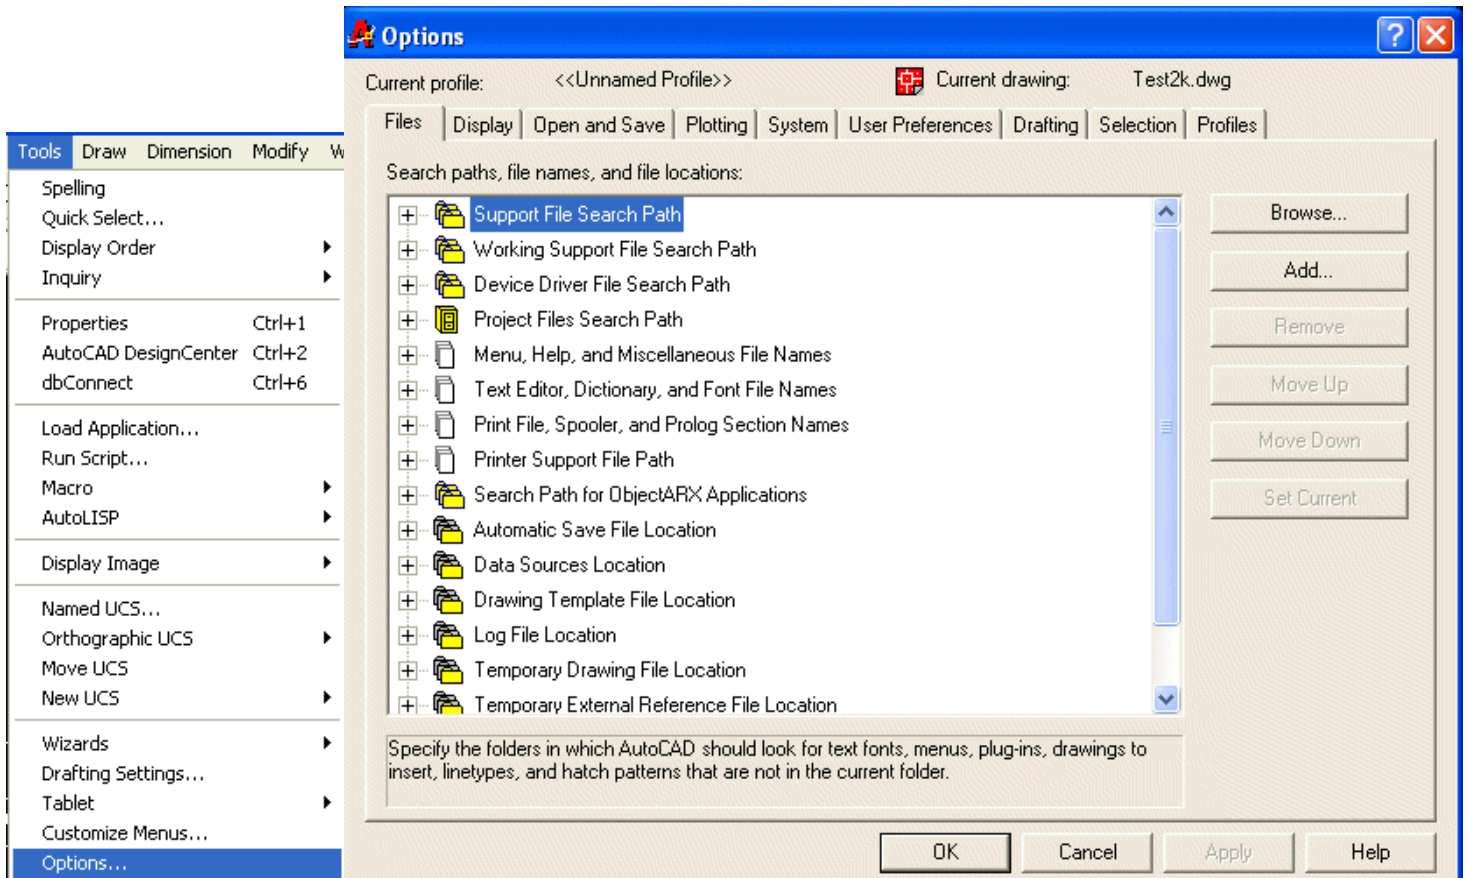 Options
Current profile: <<Unnamed Profile>> Current drawing: Test2k.dwg
Files Display Open and Save Plotting System User Preferences Drafting Selection Profiles
Search paths, file names, and file locations:
Support File Search Path
Working Support File Search Path
Device Driver File Search Path
Project Files Search Path
Menu, Help, and Miscellaneous File Names
Text Editor, Dictionary, and Font File Names
Print File, Spooler, and Prolog Section Names
Printer Support File Path
Search Path for ObjectARX Applications
Automatic Save File Location
Data Sources Location
Drawing Template File Location
Log File Location
Temporary Drawing File Location
Temporary External Reference File Location
Browse...
Add...
Remove
Move Up
Move Down
Set Current
Specify the folders in which AutoCAD should look for text fonts, menus, plug-ins, drawings to
insert, linetypes, and hatch patterns that are not in the current folder.
OK Cancel Apply Help
Tools Draw Dimension Modify W
Spelling
Quick Select...
Display Order
Inquiry
Properties Ctrl+1
AutoCAD DesignCenter Ctrl+2
dbConnect Ctrl+6
Load Application...
Run Script...
Macro
AutoLISP
Display Image
Named UCS...
Orthographic UCS
Move UCS
New UCS
Wizards
Drafting Settings...
Tablet
Customize Menus...
Options...